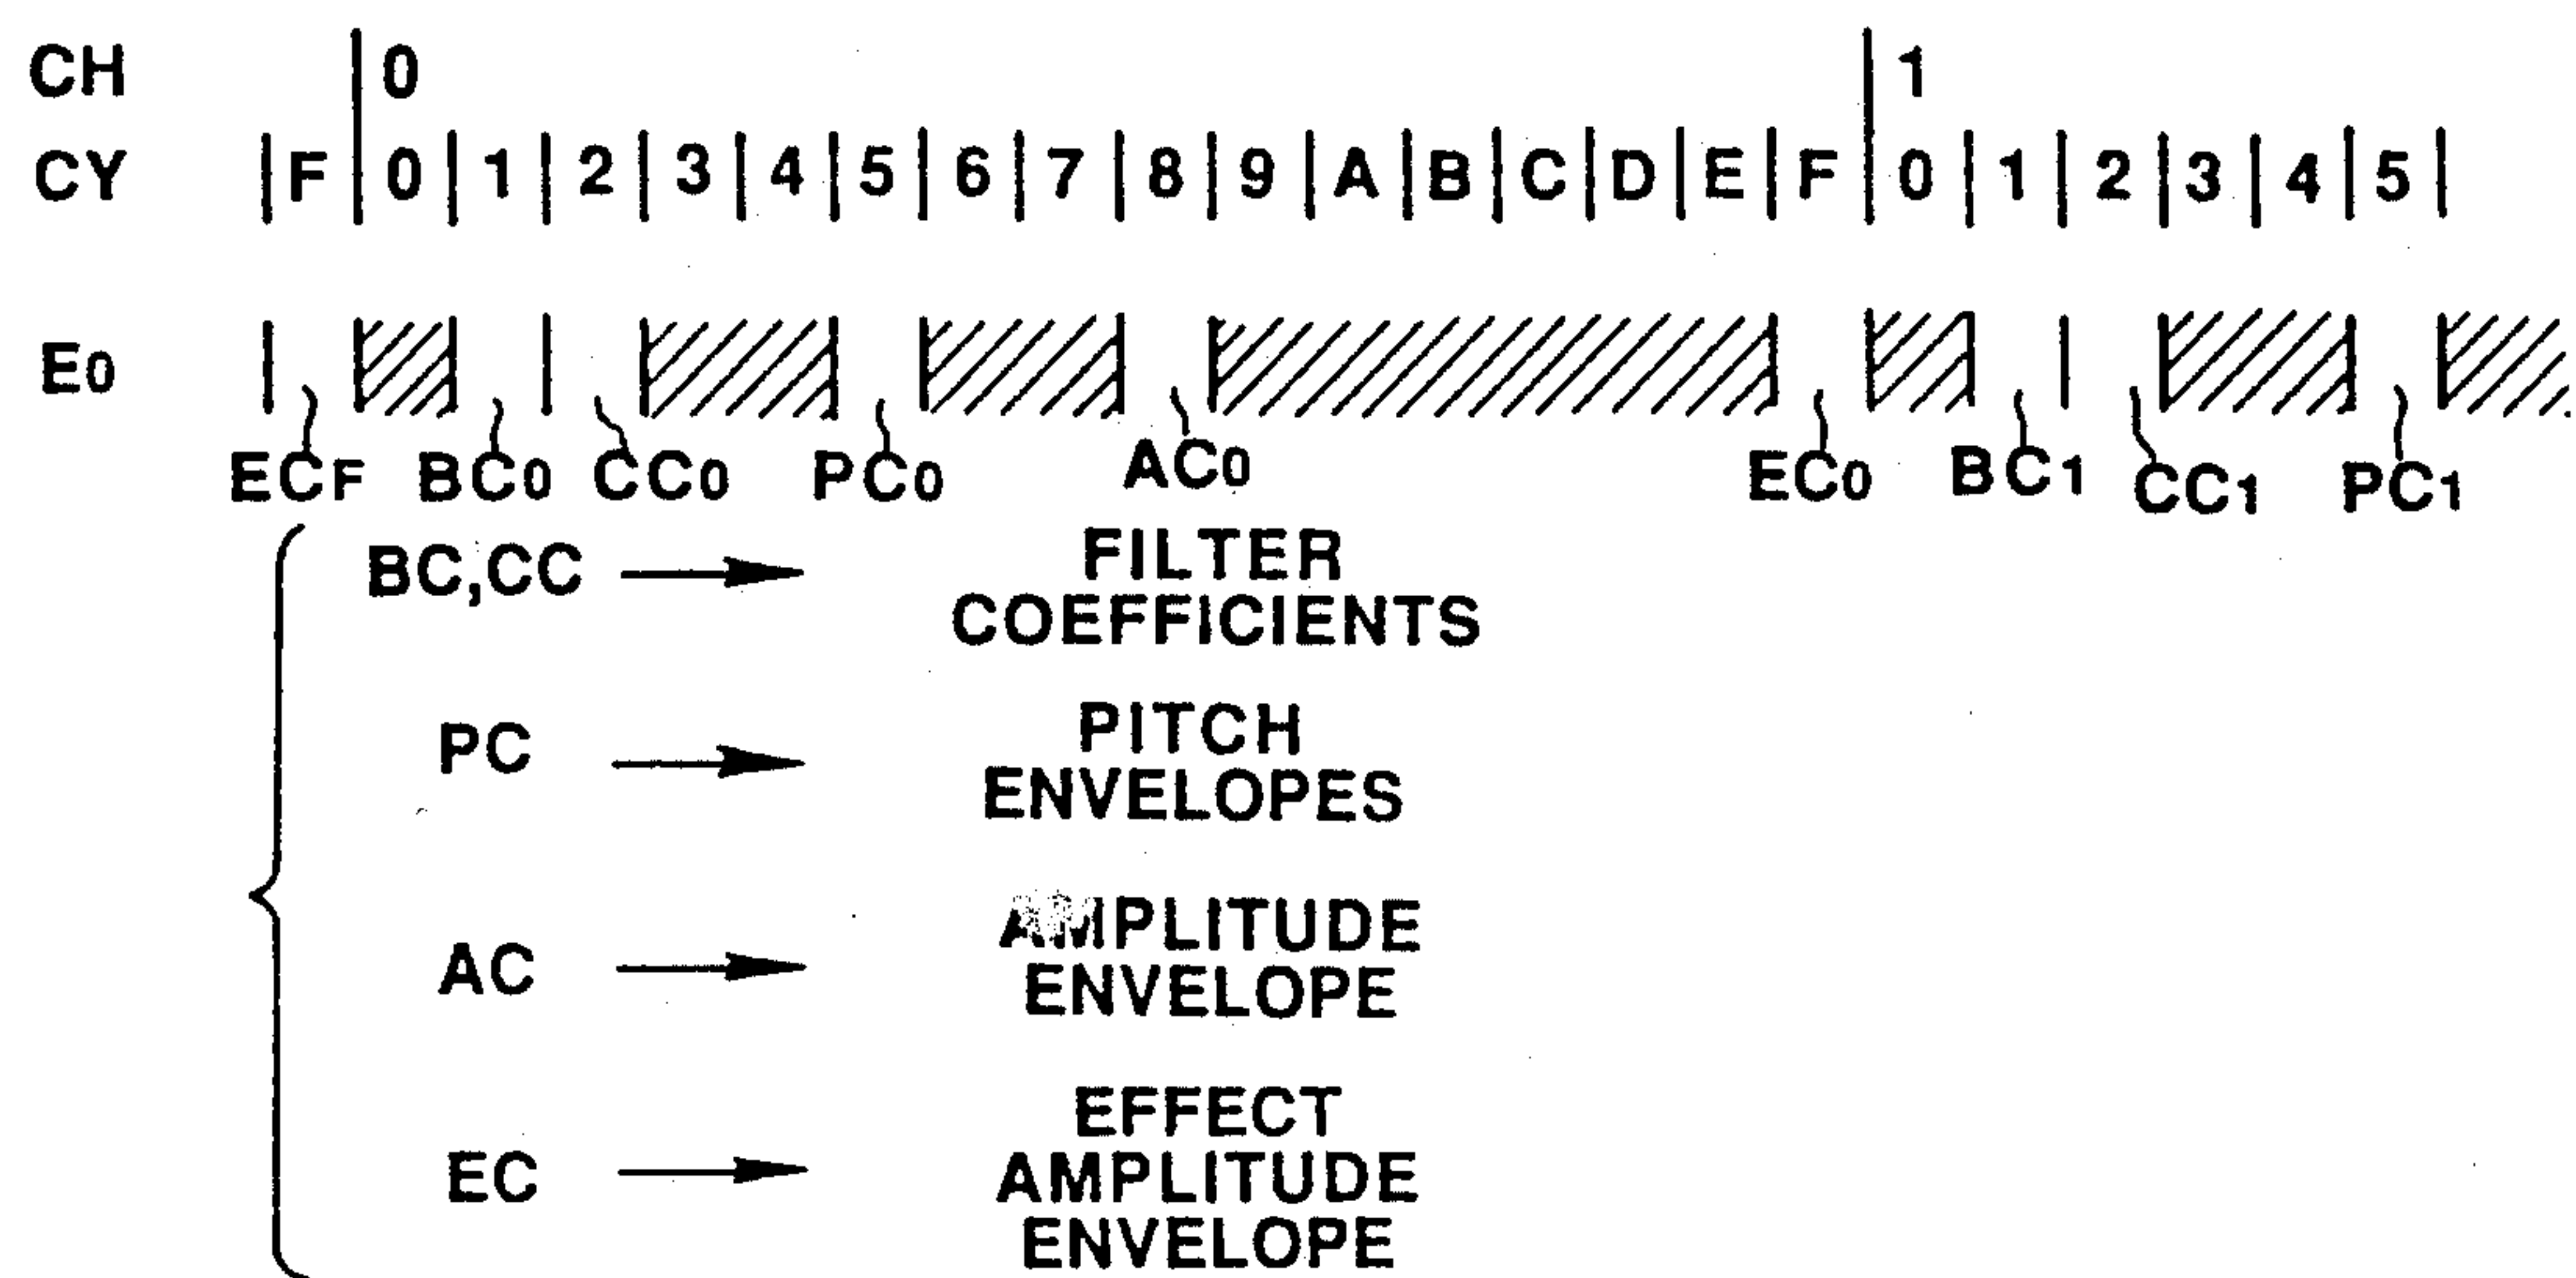 CH 0 1
CY F 0 1 2 3 4 5 6 7 8 9 A B C D E F 0 1 2 3 4 5
E0
ECF BC0 CC0 PC0 AC0 EC0 BC1 CC1 PC1
BC,CC FILTER
COEFFICIENTS
PC PITCH
ENVELOPES
AC AMPLITUDE
ENVELOPE
EC EFFECT
AMPLITUDE
ENVELOPE